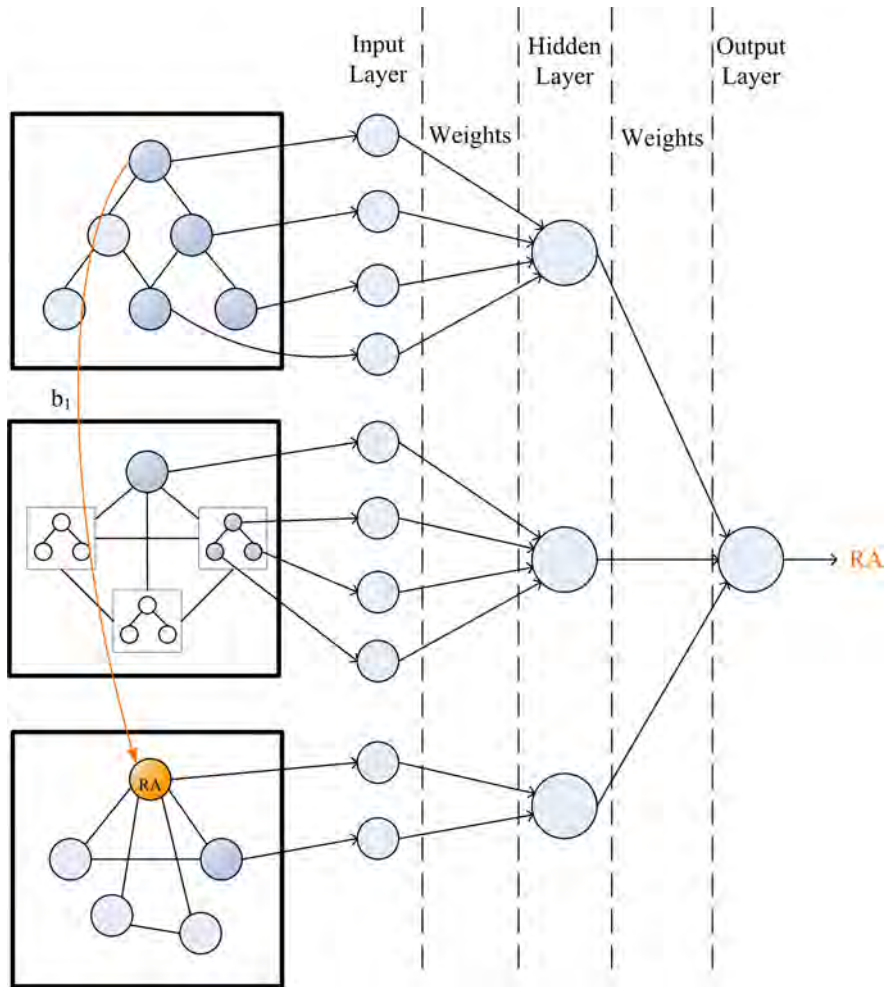 Input
Layer
Hidden
Layer
Output
Layer
Weights
Weights
b₁
RA
RA